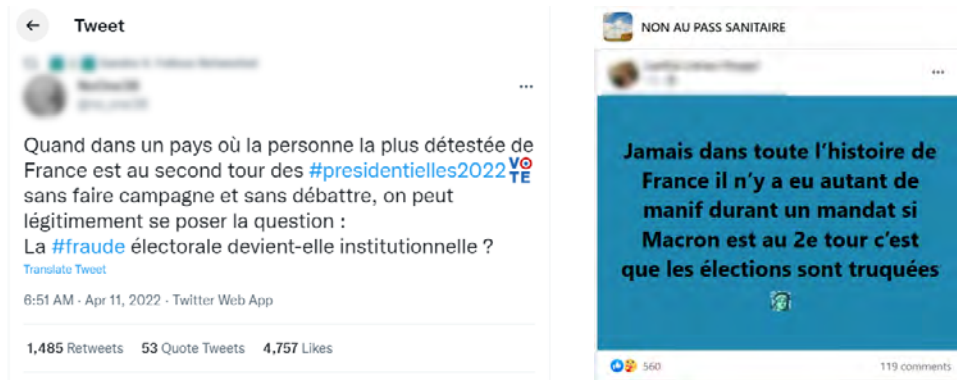 Tweet
Quand dans un pays où la personne la plus détestée de
France est au second tour des #presidentielles2022 VOTE
sans faire campagne et sans débattre, on peut
légitimement se poser la question :
La #fraude électorale devient-elle institutionnelle ?
Translate Tweet
6:51 AM · Apr 11, 2022 · Twitter Web App
1,485 Retweets 53 Quote Tweets 4,757 Likes
NON AU PASS SANITAIRE
Jamais dans toute l'histoire de
France il n'y a eu autant de
manif durant un mandat si
Macron est au 2e tour c'est
que les élections sont truquées
560
119 comments